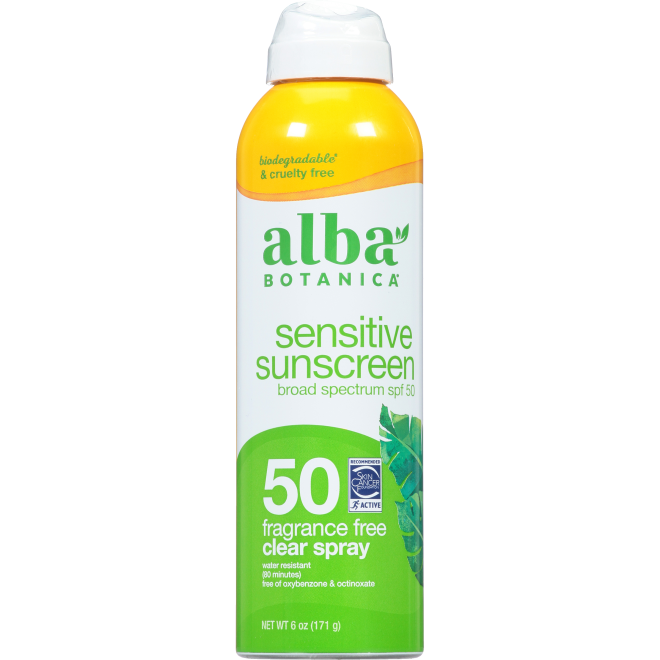 biodegradable*
& cruelty free
alba
BOTANICA®
sensitive
sunscreen
broad spectrum spf 50
50
RECOMMENDED
SKIN
CANCER
FOUNDATION
ACTIVE
fragrance free
clear spray
water resistant
(80 minutes)
free of oxybenzone & octinoxate
NET WT 6 oz (171 g)